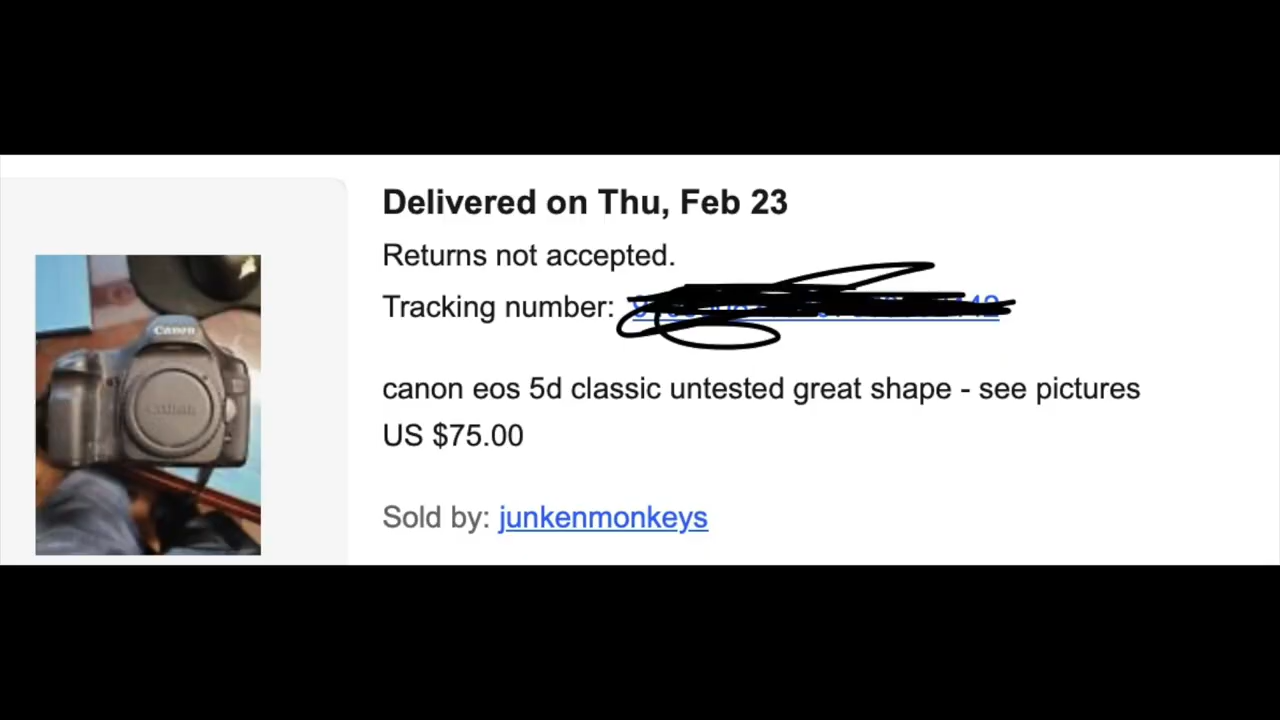 Canon
Delivered on Thu, Feb 23
Returns not accepted.
Tracking number:
canon eos 5d classic untested great shape - see pictures
US $75.00
Sold by: junkenmonkeys